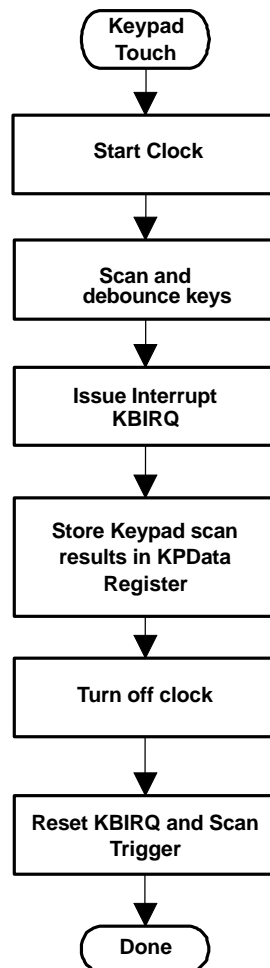 Keypad
Touch
Start Clock
Scan and
debounce keys
Issue Interrupt
KBIRQ
Store Keypad scan
results in KPData
Register
Turn off clock
Reset KBIRQ and Scan
Trigger
Done